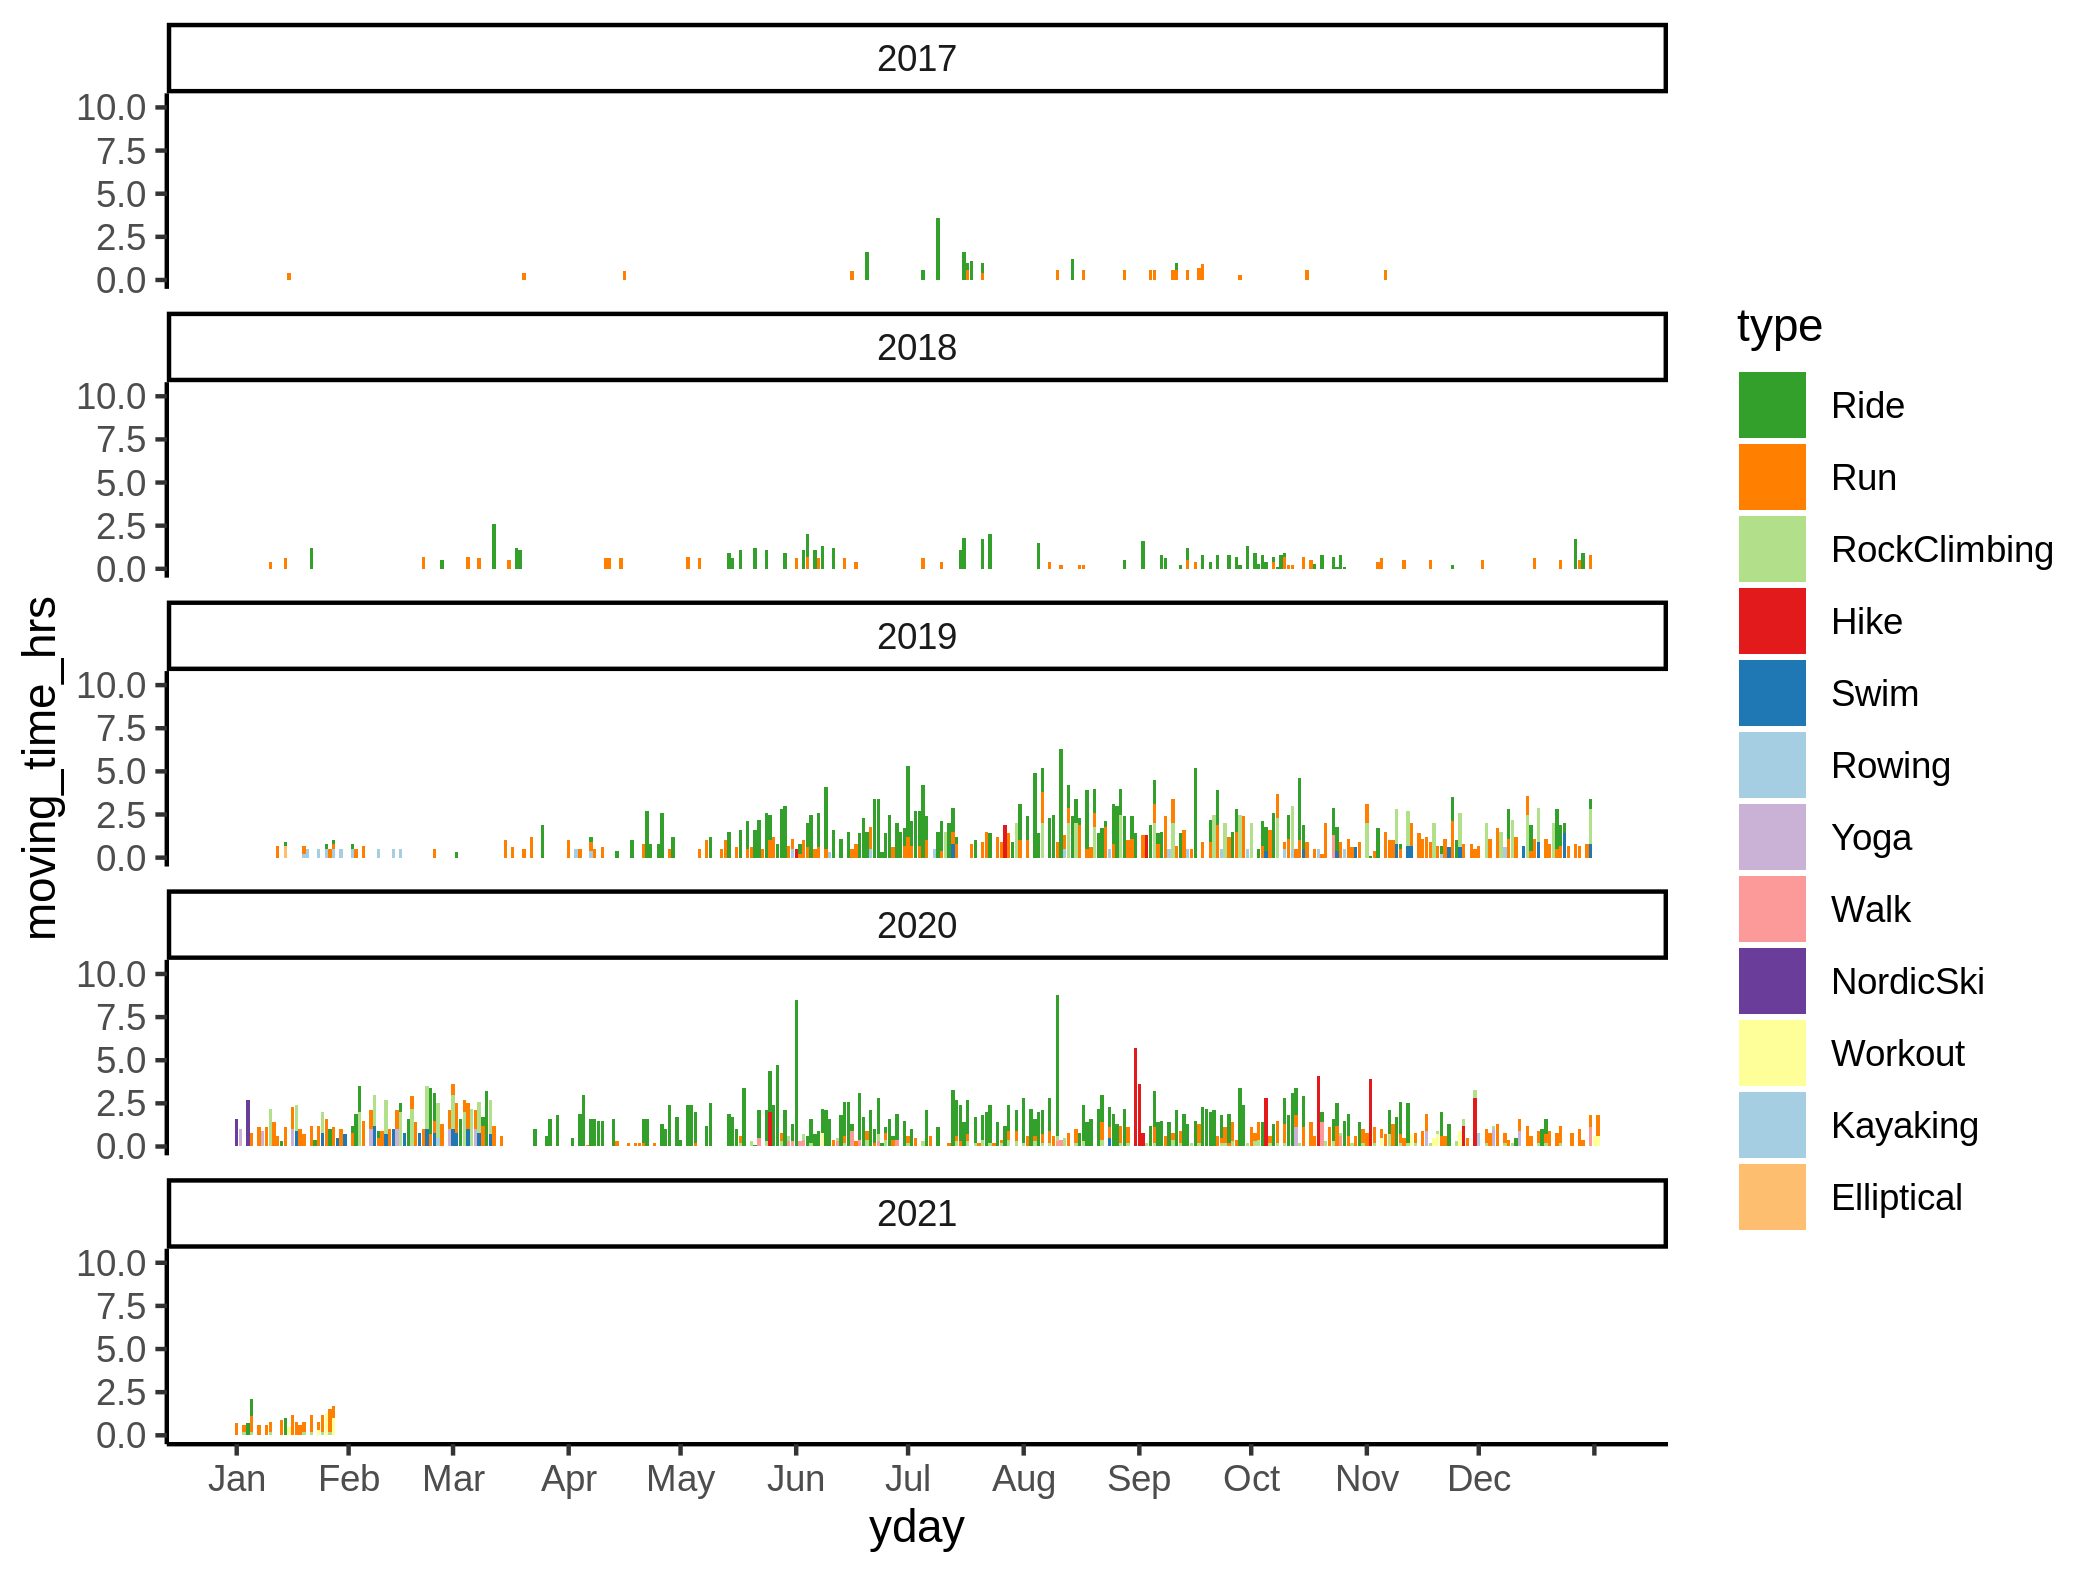 2017
10.0
7.5
5.0
2.5
0.0
2018
10.0
7.5
5.0
2.5
0.0
2019
10.0
7.5
5.0
2.5
0.0
2020
10.0
7.5
5.0
2.5
0.0
2021
10.0
7.5
5.0
2.5
0.0
moving_time_hrs
Jan Feb Mar Apr May Jun Jul Aug Sep Oct Nov Dec
yday
type
Ride
Run
RockClimbing
Hike
Swim
Rowing
Yoga
Walk
NordicSki
Workout
Kayaking
Elliptical